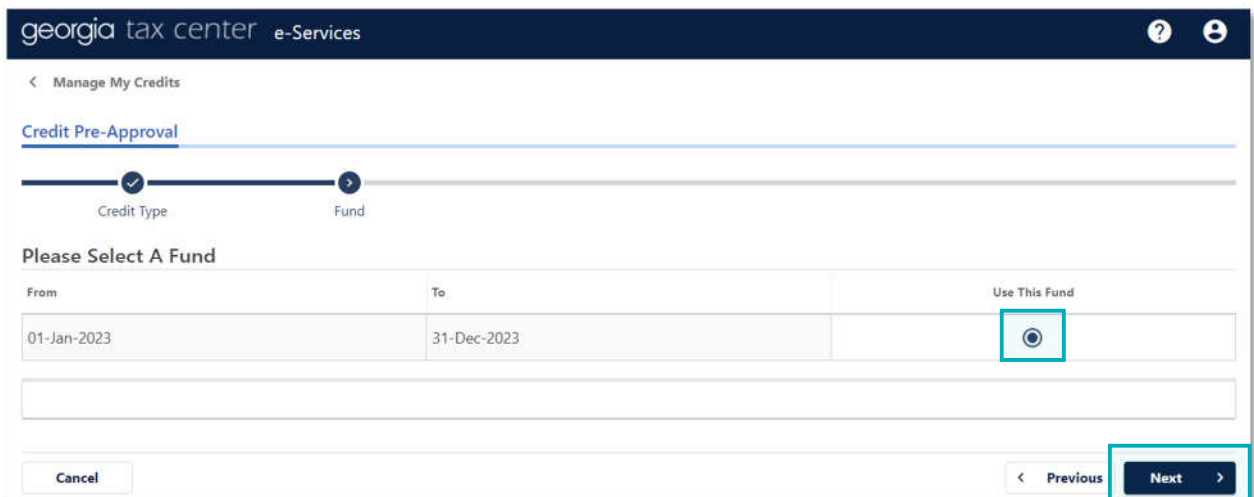 georgia tax center e-Services
Manage My Credits
Credit Pre-Approval
Credit Type Fund
Please Select A Fund
From To Use This Fund
01-Jan-2023 31-Dec-2023
Cancel Previous Next